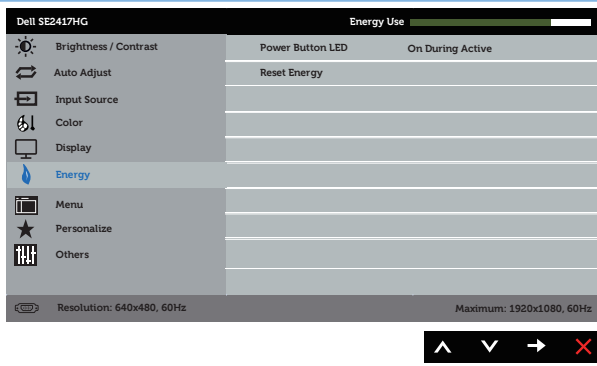 Dell SE2417HG Energy Use
Brightness / Contrast Power Button LED On During Active
Auto Adjust Reset Energy
Input Source
Color
Display
Energy
Menu
Personalize
Others
Resolution: 640x480, 60Hz Maximum: 1920x1080, 60Hz